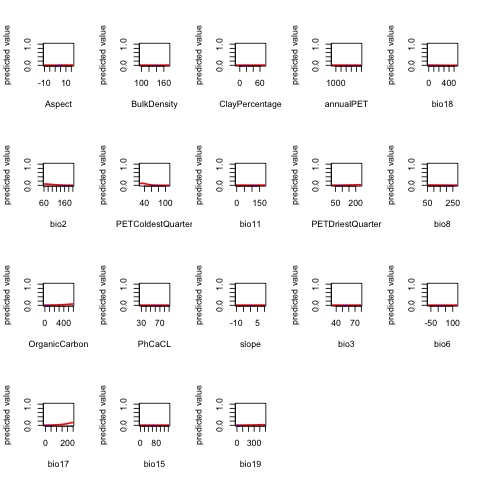 predicted value
0.0 1.0
-10 10
Aspect
predicted value
0.0 1.0
100 160
BulkDensity
predicted value
0.0 1.0
0 60
ClayPercentage
predicted value
0.0 1.0
1000
annualPET
predicted value
0.0 1.0
0 400
bio18
predicted value
0.0 1.0
60 160
bio2
predicted value
0.0 1.0
40 100
PETColdestQuarter
predicted value
0.0 1.0
0 150
bio11
predicted value
0.0 1.0
50 200
PETDriestQuarter
predicted value
0.0 1.0
50 250
bio8
predicted value
0.0 1.0
0 400
OrganicCarbon
predicted value
0.0 1.0
30 70
PhCaCL
predicted value
0.0 1.0
-10 5
slope
predicted value
0.0 1.0
40 70
bio3
predicted value
0.0 1.0
-50 100
bio6
predicted value
0.0 1.0
0 200
bio17
predicted value
0.0 1.0
0 80
bio15
predicted value
0.0 1.0
0 300
bio19